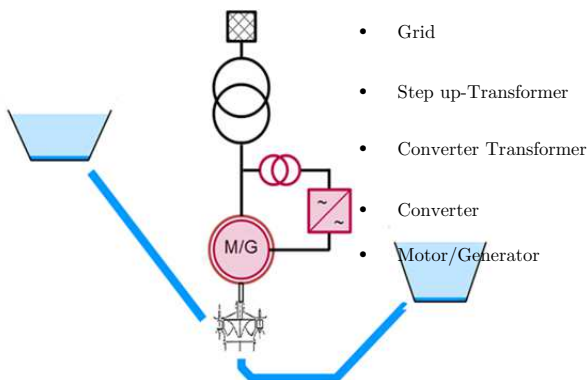 • Grid
• Step up-Transformer
• Converter Transformer
~
~
• Converter
M/G
• Motor/Generator